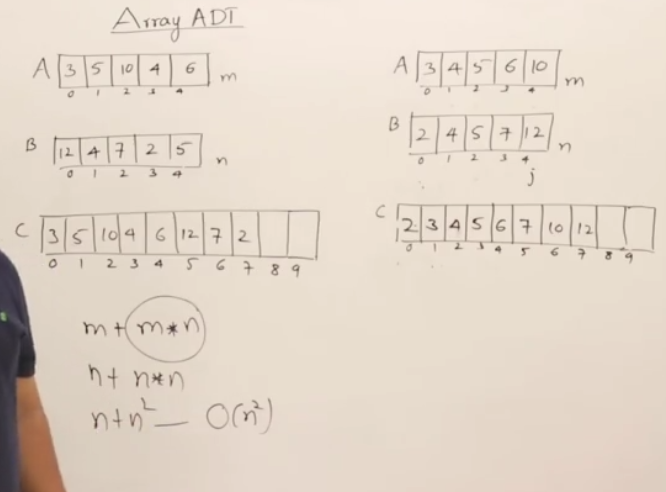 Array ADT
A 3 5 10 4 6 m
0 1 2 3 4
B 12 4 7 2 5 n
0 1 2 3 4
C 3 5 10 4 6 12 7 2
0 1 2 3 4 5 6 7 8 9
m + m*n
n + n*n
n + n² — O(n²)
A 3 4 5 6 10 m
0 1 2 3 4
B 2 4 5 7 12 n
0 1 2 3 4
j
C 2 3 4 5 6 7 10 12
0 1 2 3 4 5 6 7 8 9